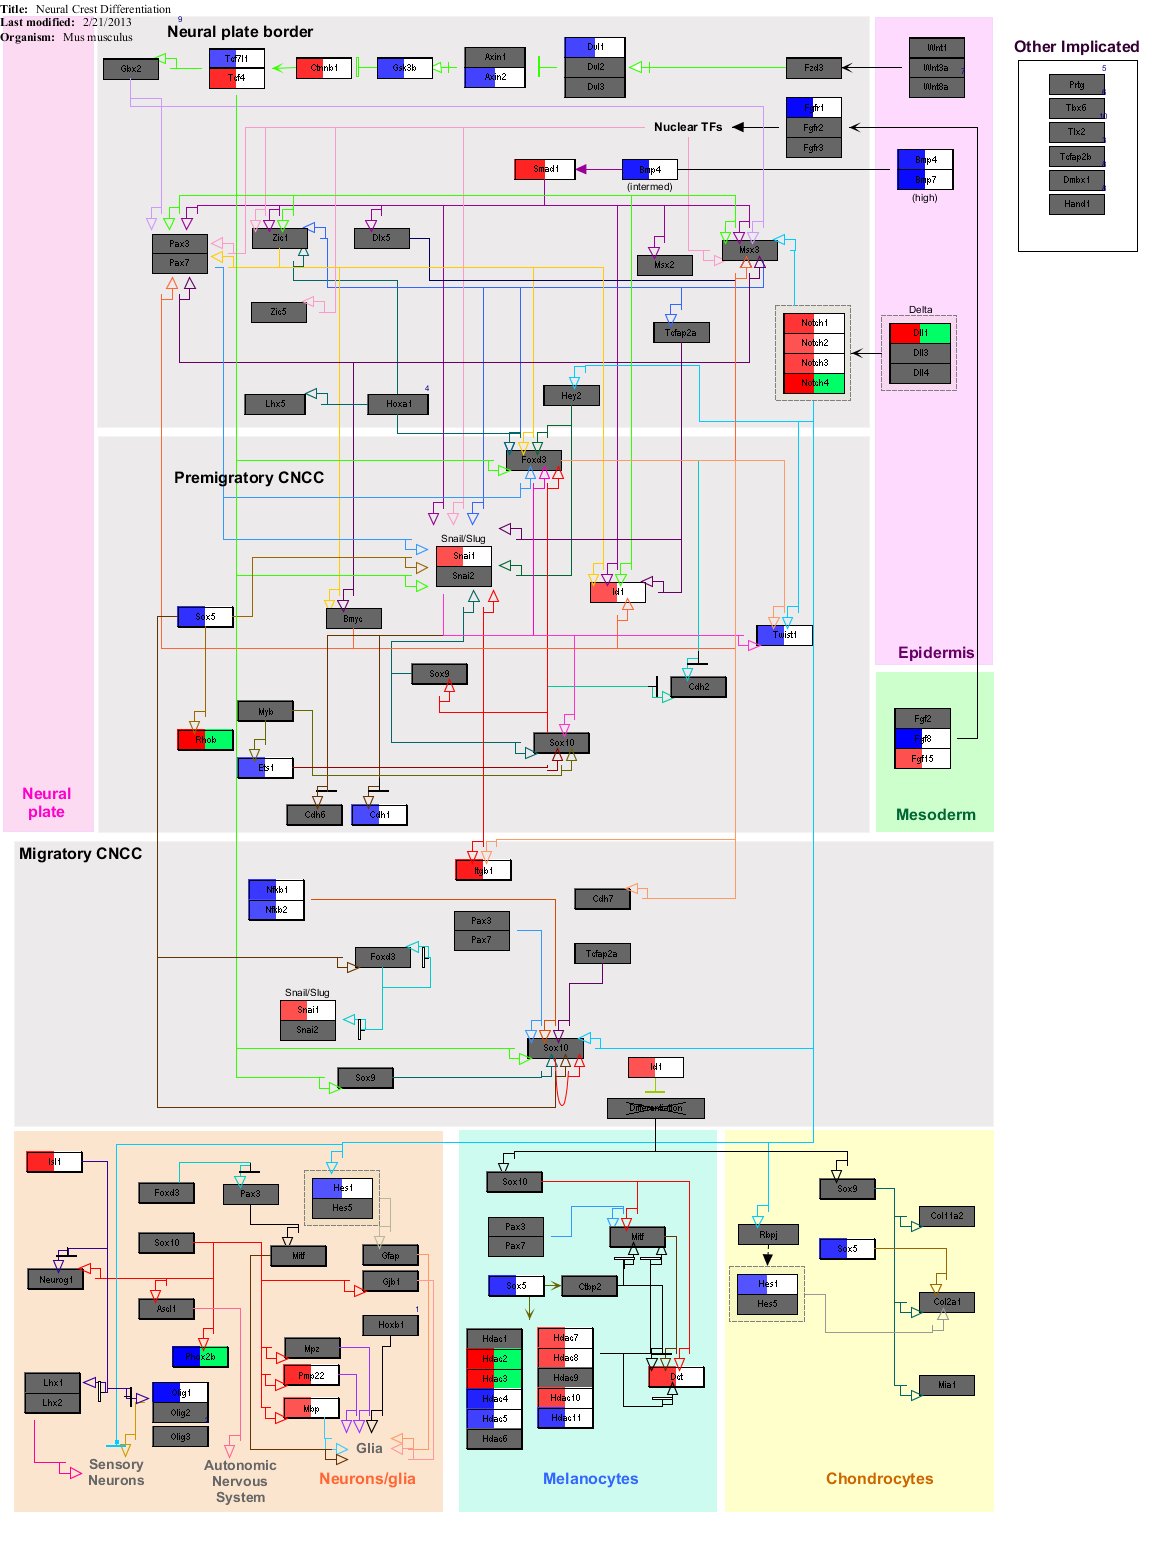 Title: Neural Crest Differentiation
Last modified: 2/21/2013
Organism: Mus musculus
9
Neural plate border
Gbx2
Tcf7l1
Tcf4
Ctnnb1
Gsk3b
Axin1
Axin2
Dvl1
Dvl2
Dvl3
Fzd3
Wnt1
Wnt3a
Wnt8a
7
Other Implicated
5
Prtg
6
Tbx6
10
Tlx2
Tcfap2b
Dmbx1
Hand1
Nuclear TFs
Fgfr1
Fgfr2
Fgfr3
Smad1
Bmp4
(intermed)
Bmp4
Bmp7
(high)
Pax3
Pax7
Zic1
Dlx5
Msx2
Msx3
Zic5
Tcfap2a
Notch1
Notch2
Notch3
Notch4
Delta
Dll1
Dll3
Dll4
Lhx5
Hoxa1
4
Hey2
Foxd3
Premigratory CNCC
Snail/Slug
Snai1
Snai2
Id1
Sox5
Bmyc
Twist1
Epidermis
Sox9
Cdh2
Rhob
Myb
Ets1
Sox10
Fgf2
Fgf8
Fgf15
Neural
plate
Cdh6
Cdh1
Mesoderm
Migratory CNCC
Itgb1
Nfkb1
Nfkb2
Cdh7
Pax3
Pax7
Foxd3
Tcfap2a
Snail/Slug
Snai1
Snai2
Sox10
Sox9
Id1
Differentiation
Isl1
Foxd3
Pax3
Hes1
Hes5
Sox10
Mitf
Gfap
Neurog1
Gjb1
Ascl1
Hoxb1
1
Phox2b
Mpz
Pmp22
Mbp
Lhx1
Lhx2
Olig1
Olig2
Olig3
Glia
Sensory
Neurons
Autonomic
Nervous
System
Neurons/glia
Sox10
Pax3
Pax7
Mitf
Sox5
Ctbp2
Hdac1
Hdac2
Hdac3
Hdac4
Hdac5
Hdac6
Hdac7
Hdac8
Hdac9
Hdac10
Hdac11
Dct
Melanocytes
Sox9
Col11a2
Rbpj
Sox5
Hes1
Hes5
Col2a1
Mia1
Chondrocytes